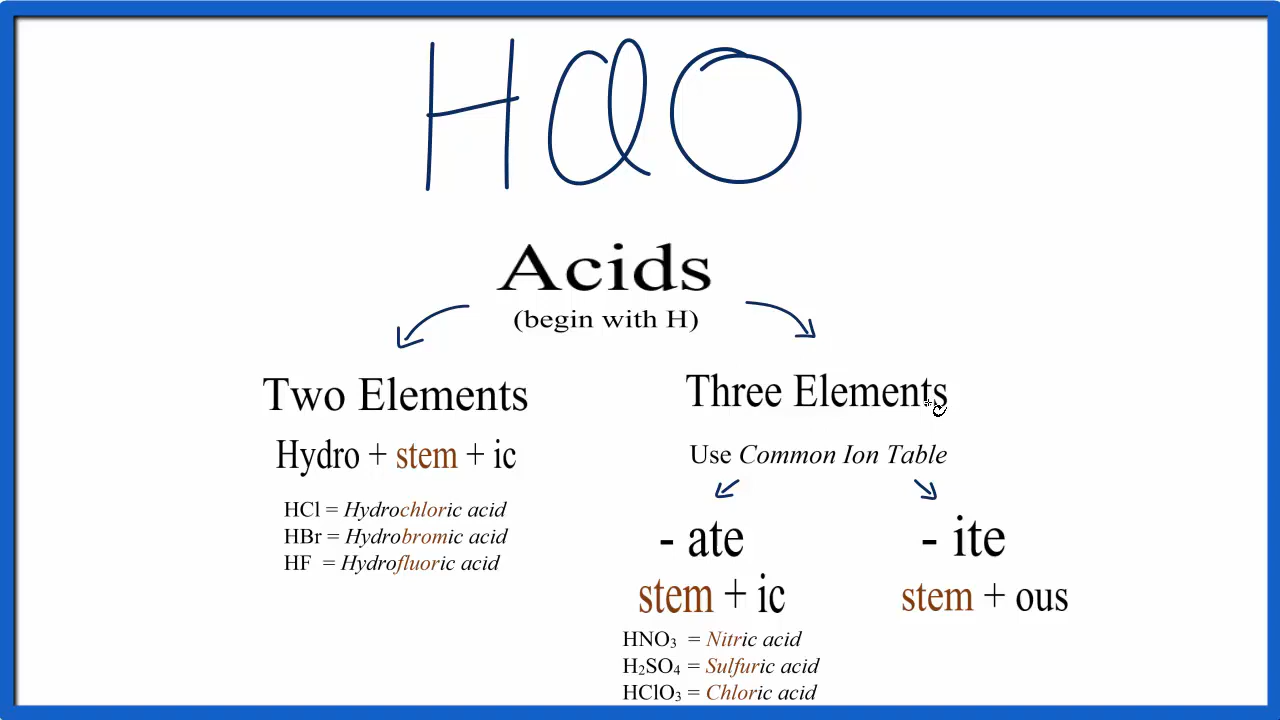 HClO
Acids
(begin with H)
Two Elements
Three Elements
Hydro + stem + ic
Use Common Ion Table
HCl = Hydrochloric acid
HBr = Hydrobromic acid
HF = Hydrofluoric acid
- ate
- ite
stem + ic
stem + ous
HNO₃ = Nitric acid
H₂SO₄ = Sulfuric acid
HClO₃ = Chloric acid